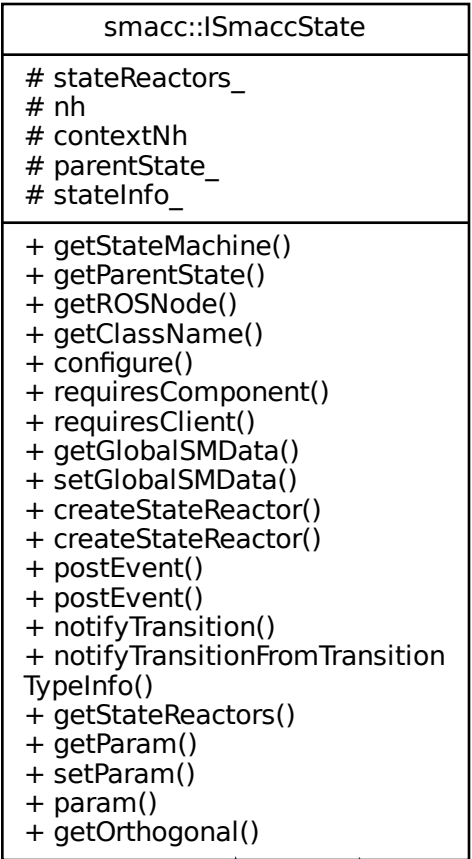 smacc::ISmaccState
# stateReactors_
# nh
# contextNh
# parentState_
# stateInfo_
+ getStateMachine()
+ getParentState()
+ getROSNode()
+ getClassName()
+ configure()
+ requiresComponent()
+ requiresClient()
+ getGlobalSMData()
+ setGlobalSMData()
+ createStateReactor()
+ createStateReactor()
+ postEvent()
+ postEvent()
+ notifyTransition()
+ notifyTransitionFromTransition
TypeInfo()
+ getStateReactors()
+ getParam()
+ setParam()
+ param()
+ getOrthogonal()